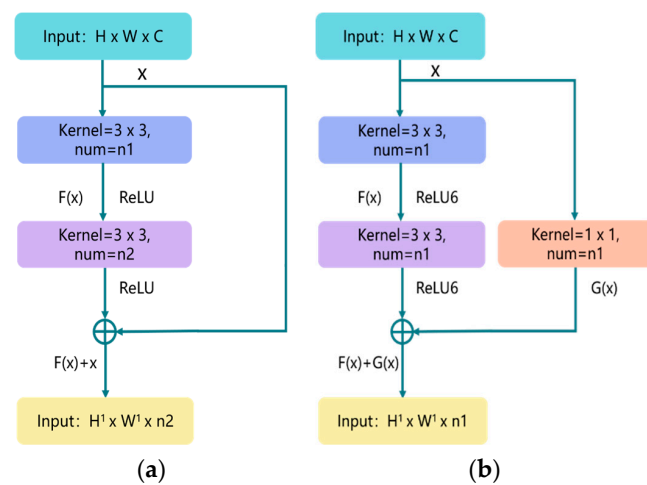 Input: H x W x C
X
Kernel=3 x 3,
num=n1
F(x) ReLU
Kernel=3 x 3,
num=n2
ReLU
F(x)+x
Input: H¹ x W¹ x n2
(a)
Input: H x W x C
X
Kernel=3 x 3,
num=n1
F(x) ReLU6
Kernel=3 x 3,
num=n1
Kernel=1 x 1,
num=n1
ReLU6
G(x)
F(x)+G(x)
Input: H¹ x W¹ x n1
(b)